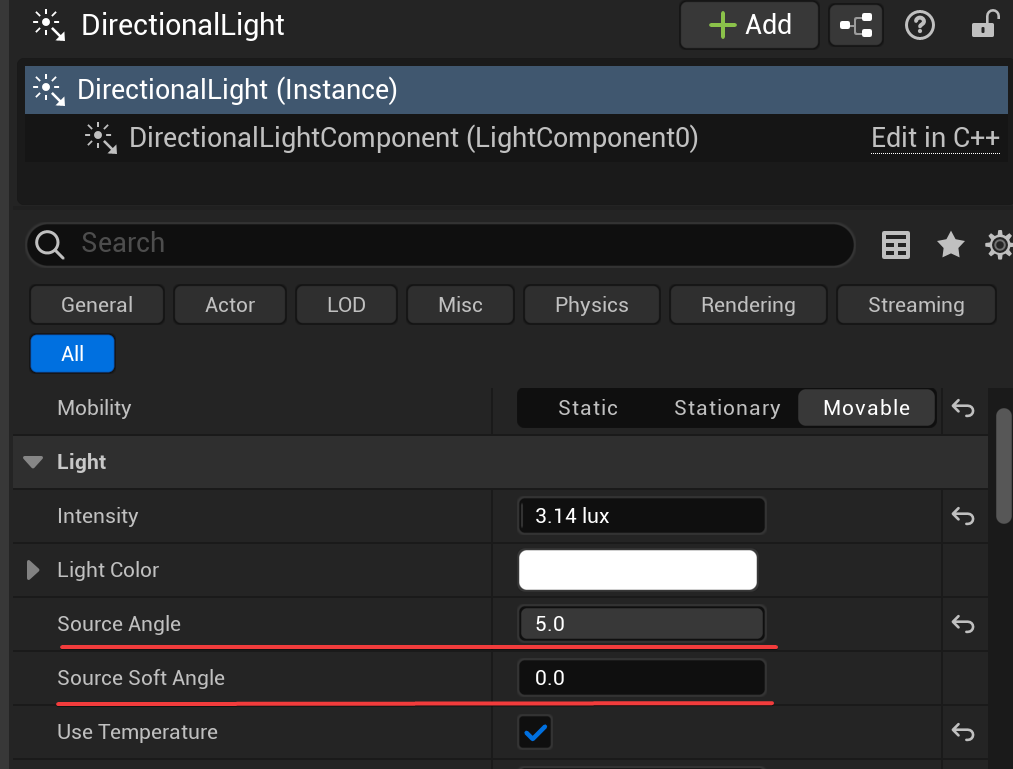 DirectionalLight
Add
DirectionalLight (Instance)
DirectionalLightComponent (LightComponent0) Edit in C++
Search
General Actor LOD Misc Physics Rendering Streaming
All
Mobility Static Stationary Movable
Light
Intensity 3.14 lux
Light Color
Source Angle 5.0
Source Soft Angle 0.0
Use Temperature